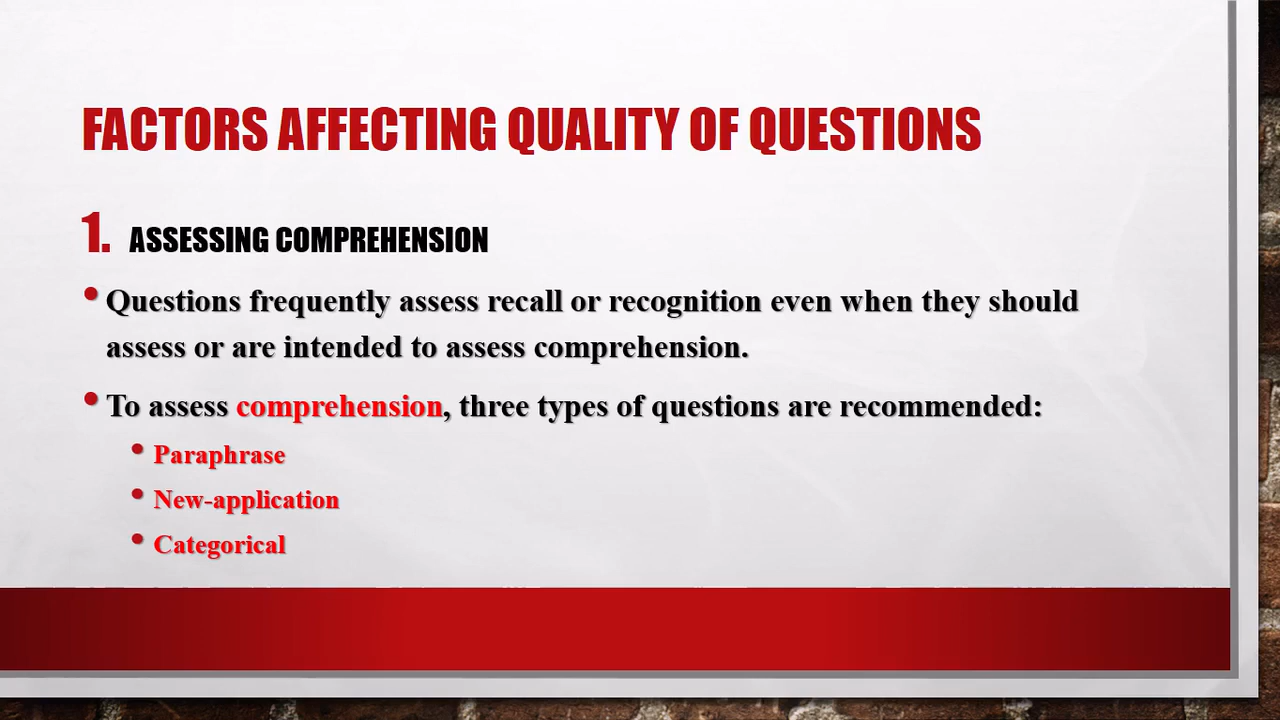 FACTORS AFFECTING QUALITY OF QUESTIONS
1. ASSESSING COMPREHENSION
• Questions frequently assess recall or recognition even when they should
assess or are intended to assess comprehension.
• To assess comprehension, three types of questions are recommended:
• Paraphrase
• New-application
• Categorical